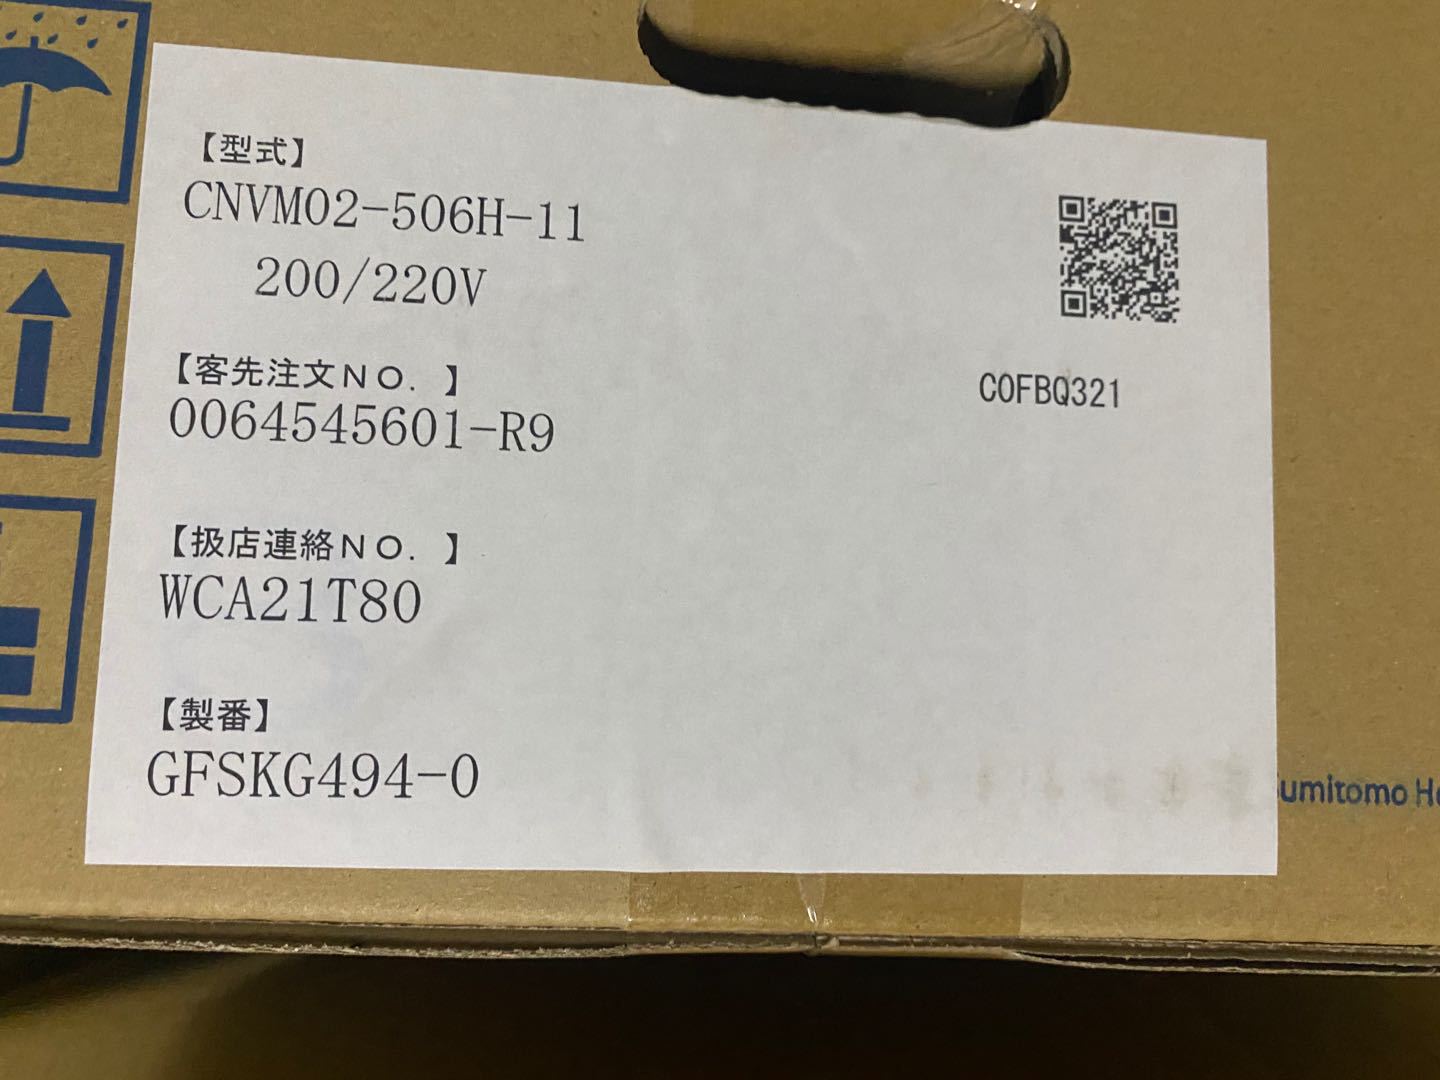 【型式】
CNVM02-506H-11
200/220V
【客先注文NO．】
0064545601-R9
COFBQ321
【扱店連絡NO．】
WCA21T80
【製番】
GFSKG494-0
umitomo H